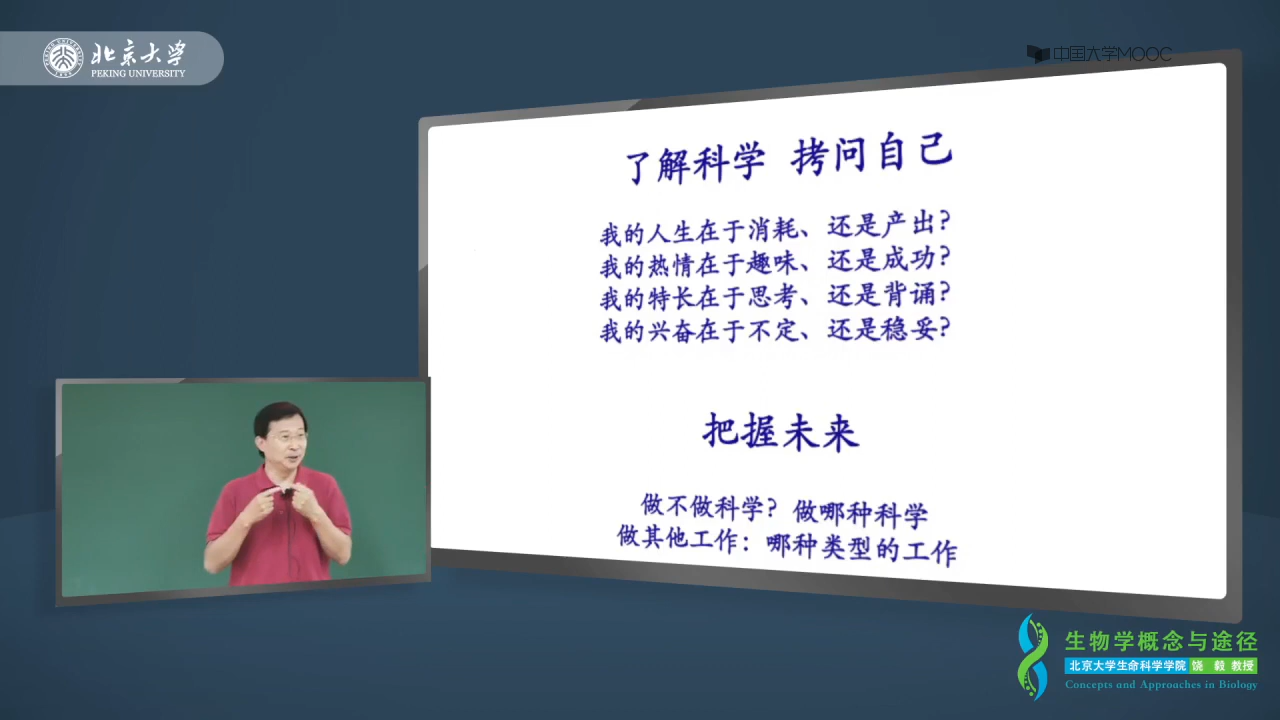 北京大学
PEKING UNIVERSITY
中国大学MOOC
了解科学 拷问自己
我的人生在于消耗、还是产出?
我的热情在于趣味、还是成功?
我的特长在于思考、还是背诵?
我的兴奋在于不定、还是稳妥?
把握未来
做不做科学? 做哪种科学
做其他工作: 哪种类型的工作
生物学概念与途径
北京大学生命科学学院 饶 毅 教授
Concepts and Approaches in Biology